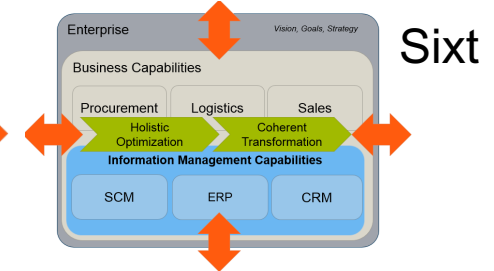 Enterprise
Vision, Goals, Strategy
Sixt
Business Capabilities
Procurement
Logistics
Sales
Holistic
Optimization
Coherent
Transformation
Information Management Capabilities
SCM
ERP
CRM